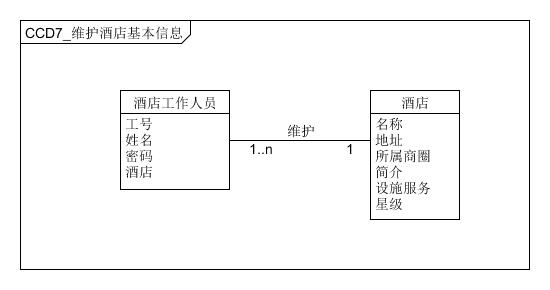 CCD7_维护酒店基本信息
酒店工作人员
工号
姓名
密码
酒店
维护
1..n
1
酒店
名称
地址
所属商圈
简介
设施服务
星级